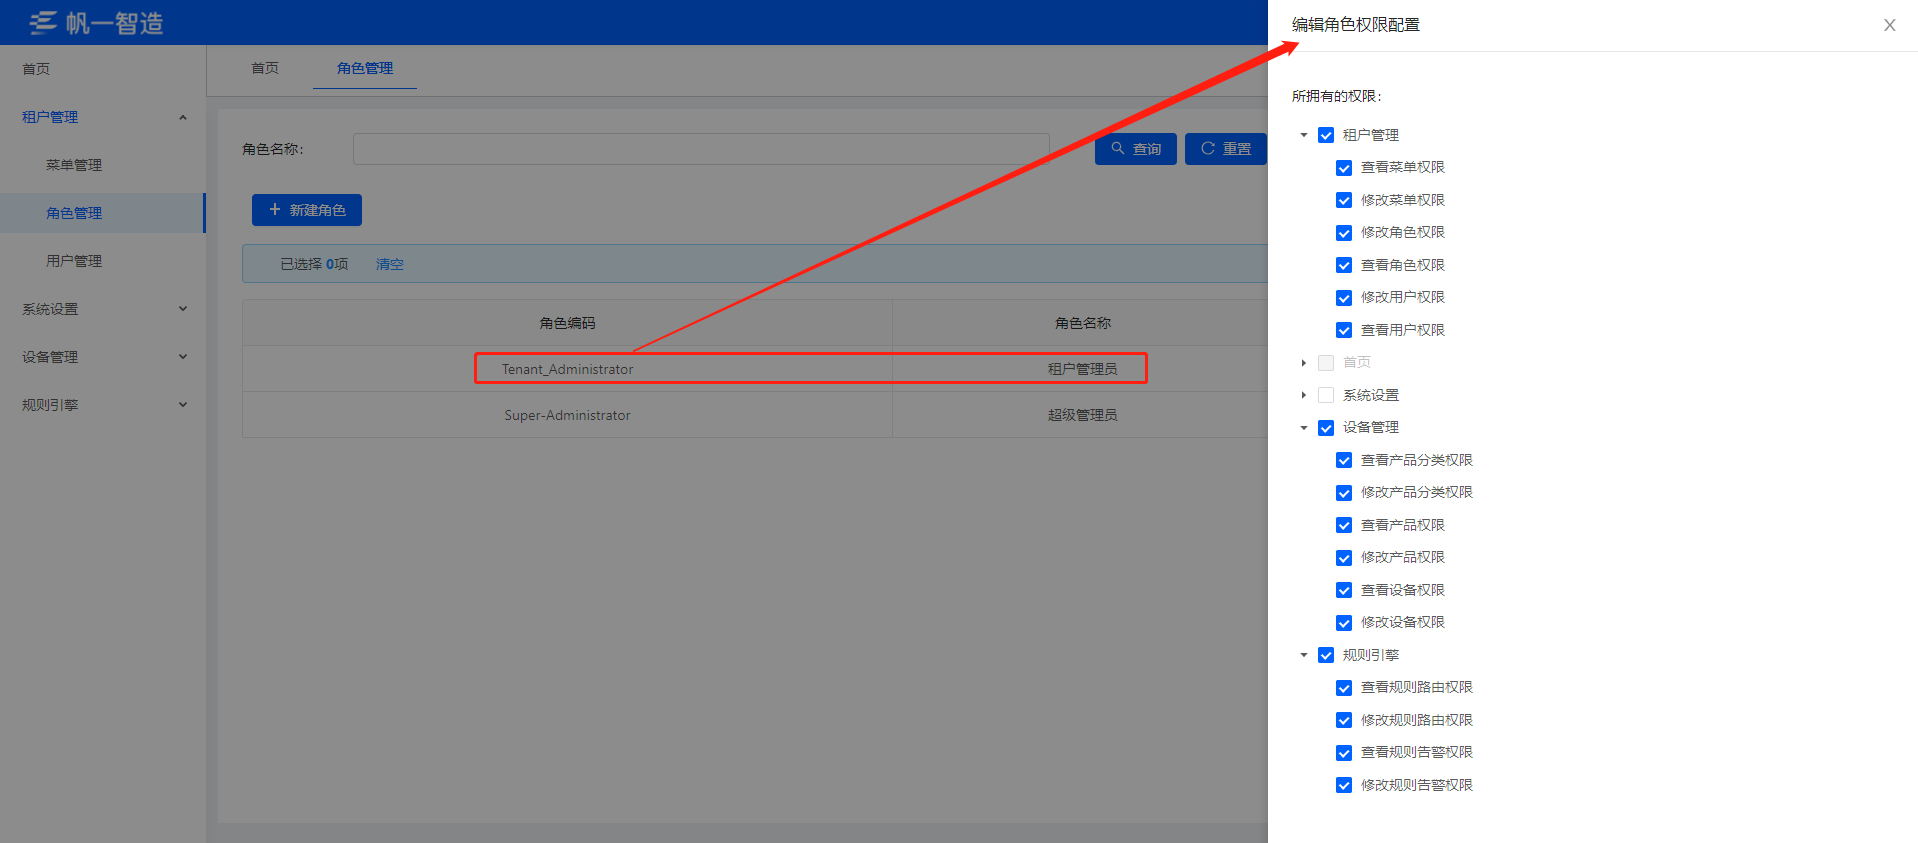 帆一智造
首页
租户管理
菜单管理
角色管理
用户管理
系统设置
设备管理
规则引擎
首页 角色管理
角色名称：
查询 重置
新建角色
已选择 0项 清空
角色编码 角色名称
Tenant_Administrator 租户管理员
Super-Administrator 超级管理员
编辑角色权限配置
所拥有的权限：
租户管理
查看菜单权限
修改菜单权限
修改角色权限
查看角色权限
修改用户权限
查看用户权限
首页
系统设置
设备管理
查看产品分类权限
修改产品分类权限
查看产品权限
修改产品权限
查看设备权限
修改设备权限
规则引擎
查看规则路由权限
修改规则路由权限
查看规则告警权限
修改规则告警权限